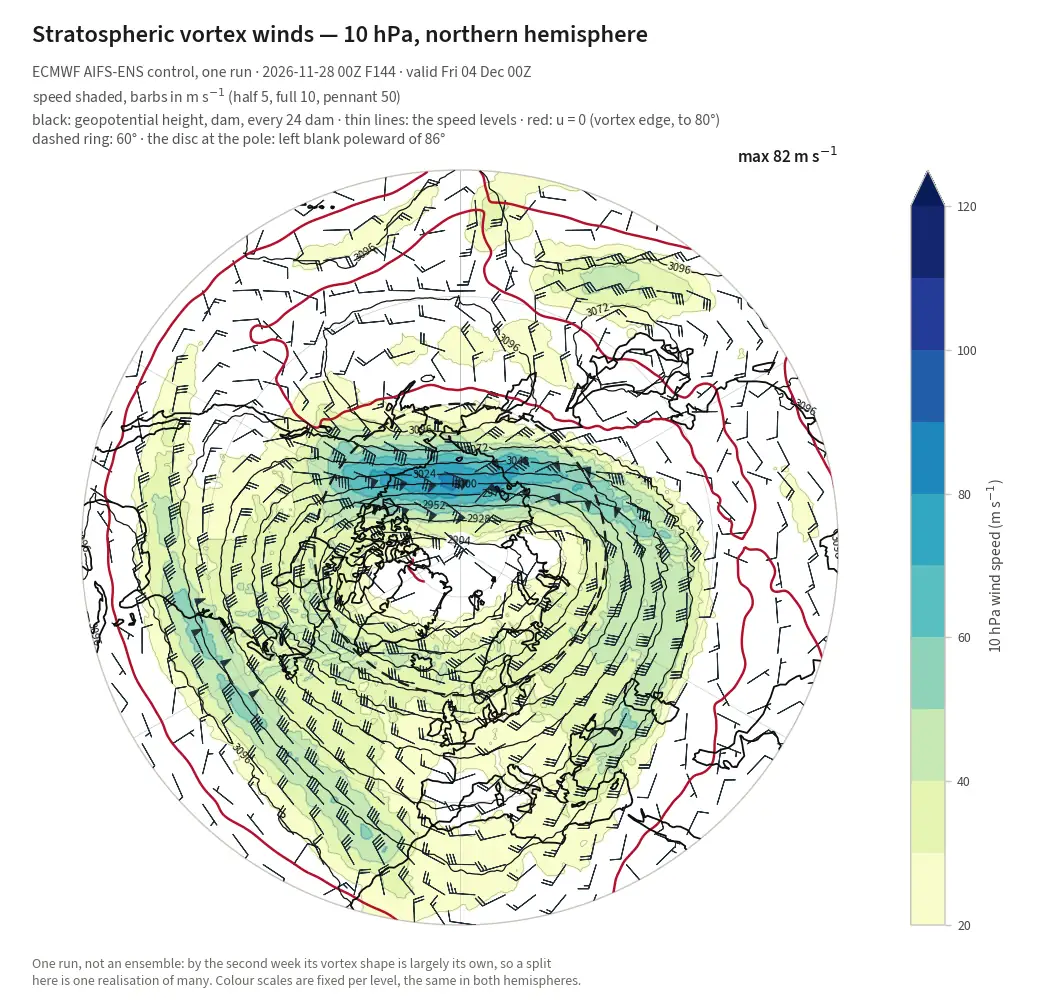 Stratospheric vortex winds — 10 hPa, northern hemisphere
ECMWF AIFS-ENS control, one run · 2026-11-28 00Z F144 · valid Fri 04 Dec 00Z
speed shaded, barbs in m s⁻¹ (half 5, full 10, pennant 50)
black: geopotential height, dam, every 24 dam · thin lines: the speed levels · red: u = 0 (vortex edge, to 80°)
dashed ring: 60° · the disc at the pole: left blank poleward of 86°
max 82 m s⁻¹
120
100
80
60
40
20
10 hPa wind speed (m s⁻¹)
3096
3096
3072
3096
3096
3096
3024
2952
2928
2904
3096
One run, not an ensemble: by the second week its vortex shape is largely its own, so a split
here is one realisation of many. Colour scales are fixed per level, the same in both hemispheres.